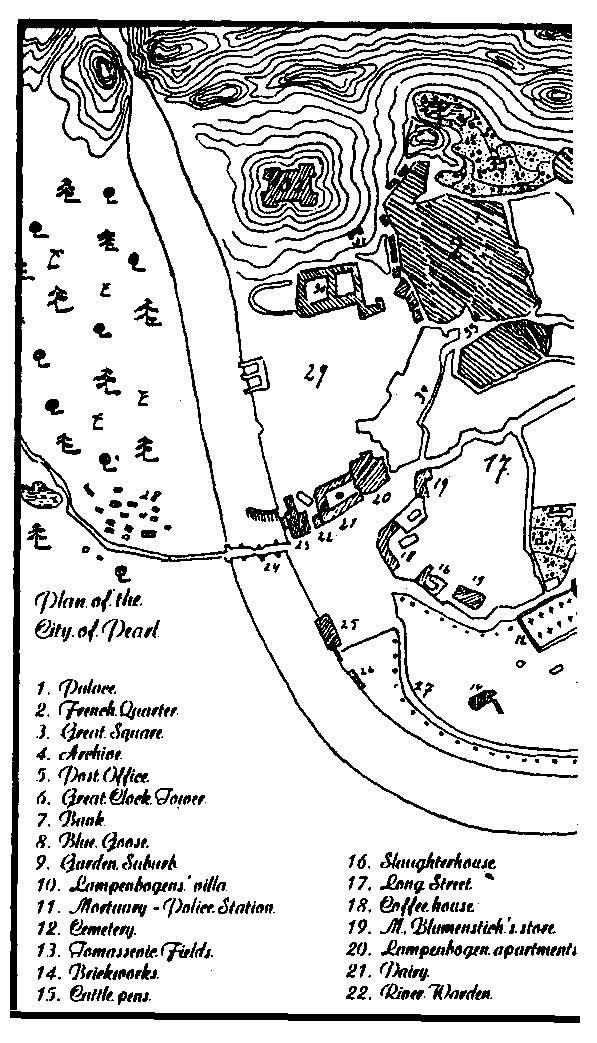 2
30
29
39
34
17
20
19
28
21
22
23
18
24
16
19
25
12
26
27
14
Plan of the
City of Pearl
1. Palace
2. French Quarter
3. Great Square
4. Archive
5. Post Office
6. Great Clock Tower
7. Bank
8. Blue Goose
9. Garden Suburb
10. Lampenbogens' villa
11. Mortuary - Police Station
12. Cemetery
13. Tomassevic Fields.
14. Brickworks.
15. Cattle pens.
16. Slaughterhouse
17. Long Street
18. Coffee house
19. M. Blumenstich's store
20. Lampenbogen apartments
21. Dairy
22. River Warden